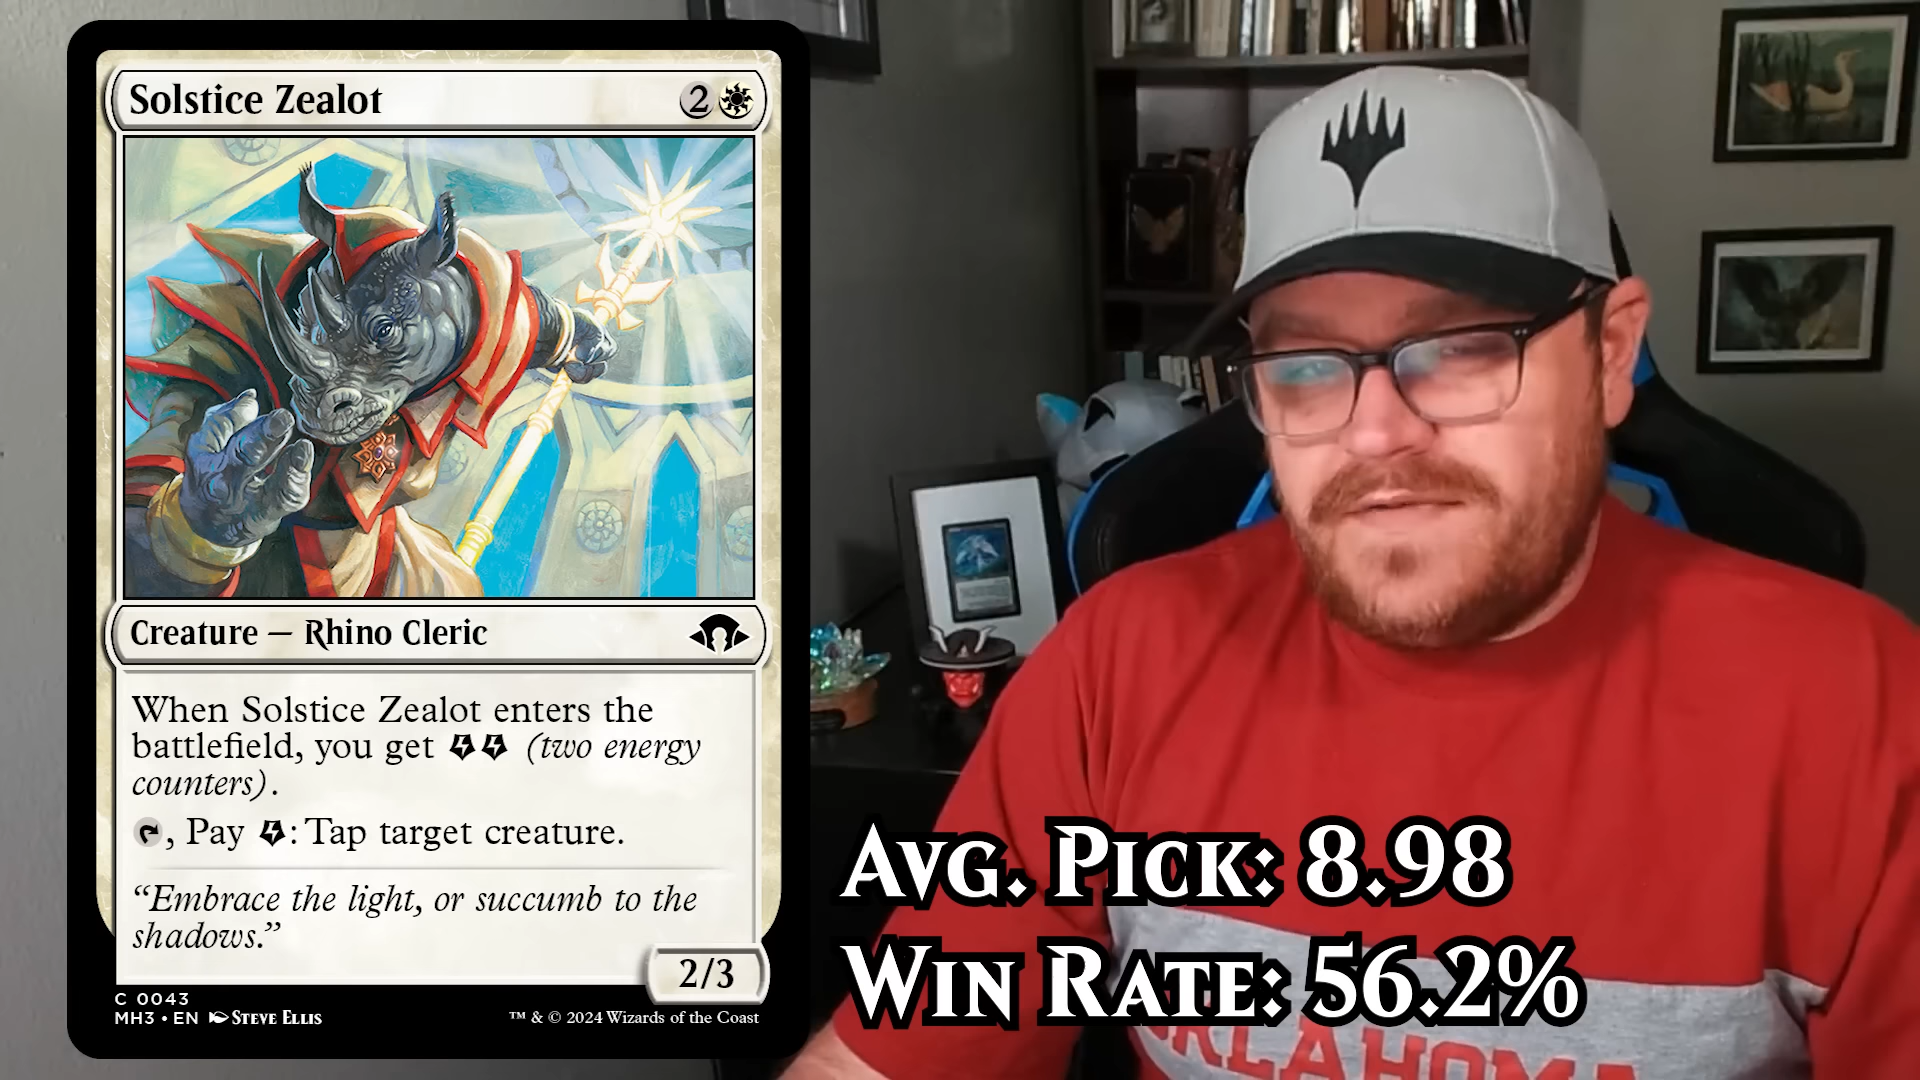 Solstice Zealot
2
Creature — Rhino Cleric
When Solstice Zealot enters the
battlefield, you get (two energy
counters).
, Pay : Tap target creature.
“Embrace the light, or succumb to the
shadows.”
2/3
C 0043
MH3 • EN STEVE ELLIS
™ & © 2024 Wizards of the Coast
AVG. PICK: 8.98
WIN RATE: 56.2%
OKLAHOMA